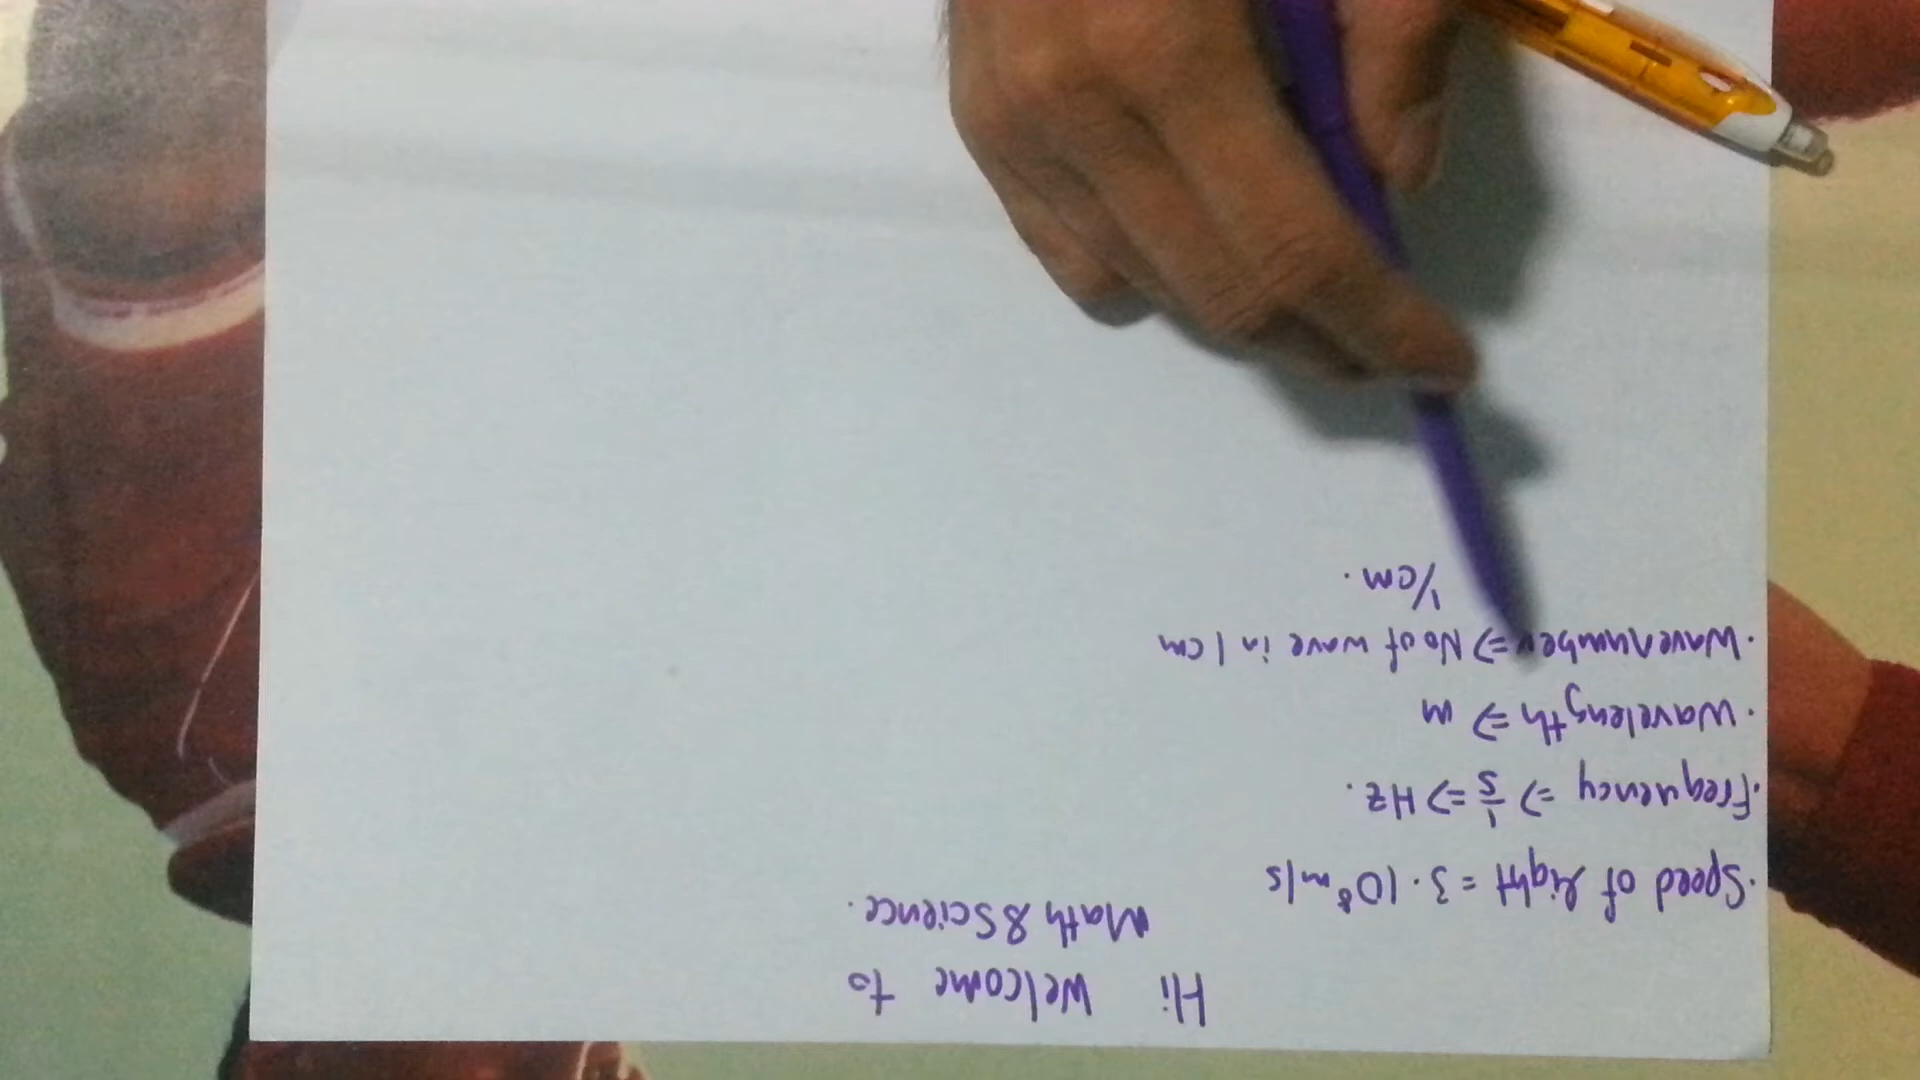 Hi Welcome to
Math & Science.
· Speed of light = 3 · 10⁸ m/s
· Frequency ⇒ 1/s ⇒ Hz.
· Wavelength ⇒ m
· Wavenumber ⇒ No of wave in 1 cm
1/cm.